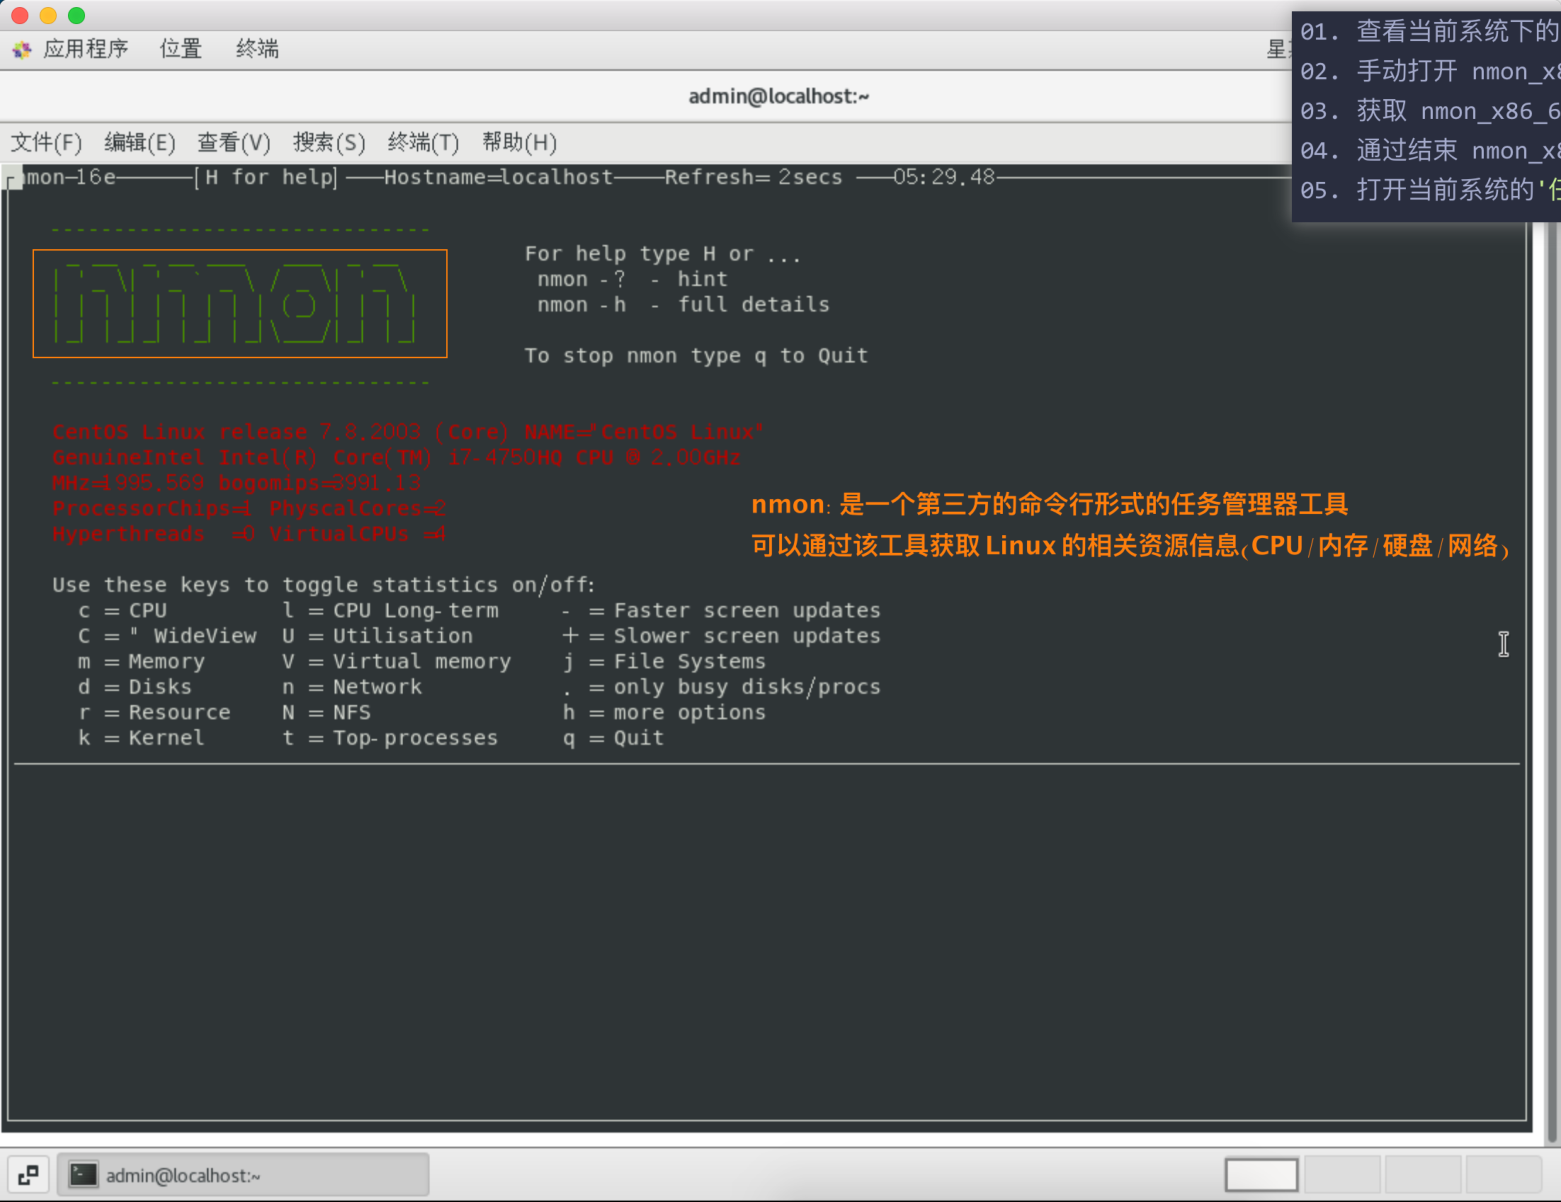 应用程序 位置 终端
星
admin@localhost:~
文件(F) 编辑(E) 查看(V) 搜索(S) 终端(T) 帮助(H)
01. 查看当前系统下的
02. 手动打开 nmon_x8
03. 获取 nmon_x86_6
04. 通过结束 nmon_x8
05. 打开当前系统的'任
nmon-16e [H for help] Hostname=localhost Refresh= 2secs 05:29.48
nmon
For help type H or ...
nmon -? - hint
nmon -h - full details
To stop nmon type q to Quit
CentOS Linux release 7.8.2003 (Core) NAME="CentOS Linux"
GenuineIntel Intel(R) Core(TM) i7-4750HQ CPU @ 2.00GHz
MHz=1995.569 bogomips=3991.13
ProcessorChips=1 PhyscalCores=2
Hyperthreads =0 VirtualCPUs =4
nmon: 是一个第三方的命令行形式的任务管理器工具
可以通过该工具获取 Linux 的相关资源信息(CPU/内存/硬盘/网络)
Use these keys to toggle statistics on/off:
c = CPU l = CPU Long-term - = Faster screen updates
C = " WideView U = Utilisation + = Slower screen updates
m = Memory V = Virtual memory j = File Systems
d = Disks n = Network . = only busy disks/procs
r = Resource N = NFS h = more options
k = Kernel t = Top-processes q = Quit
admin@localhost:~